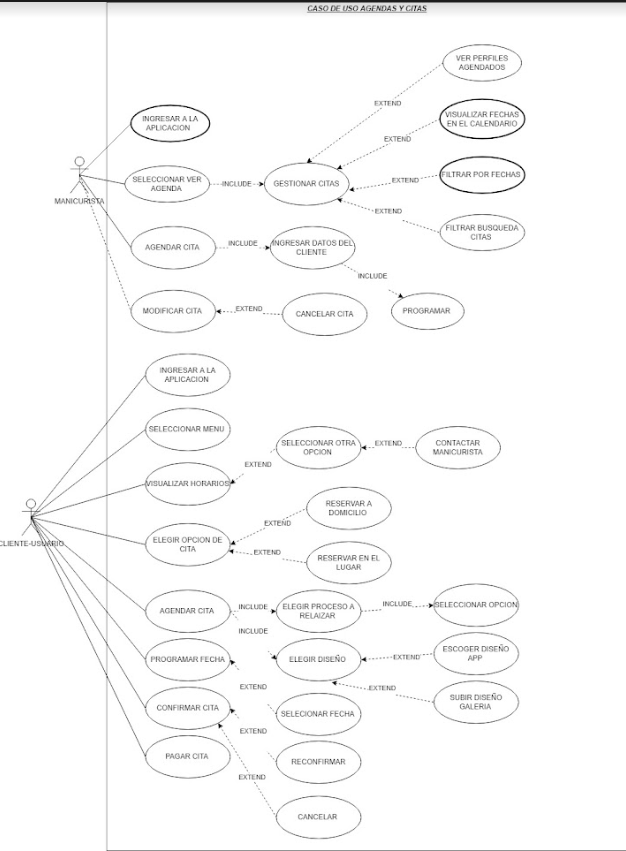 CASO DE USO AGENDAS Y CITAS
VER PERFILES
AGENDADOS
EXTEND
INGRESAR A LA
APLICACION
VISUALIZAR FECHAS
EN EL CALENDARIO
EXTEND
MANICURISTA
SELECCIONAR VER
AGENDA
INCLUDE
GESTIONAR CITAS
EXTEND
FILTRAR POR FECHAS
EXTEND
FILTRAR BUSQUEDA
CITAS
AGENDAR CITA
INCLUDE
INGRESAR DATOS DEL
CLIENTE
INCLUDE
PROGRAMAR
MODIFICAR CITA
EXTEND
CANCELAR CITA
INGRESAR A LA
APLICACION
SELECCIONAR MENU
SELECCIONAR OTRA
OPCION
EXTEND
CONTACTAR
MANICURISTA
EXTEND
VISUALIZAR HORARIOS
CLIENTE-USUARIO
ELEGIR OPCION DE
CITA
EXTEND
RESERVAR A
DOMICILIO
EXTEND
RESERVAR EN EL
LUGAR
AGENDAR CITA
INCLUDE
ELEGIR PROCESO A
RELAIZAR
INCLUDE
SELECCIONAR OPCION
INCLUDE
PROGRAMAR FECHA
ELEGIR DISEÑO
EXTEND
ESCOGER DISEÑO
APP
EXTEND
SUBIR DISEÑO
GALERIA
EXTEND
CONFIRMAR CITA
SELECIONAR FECHA
EXTEND
PAGAR CITA
RECONFIRMAR
EXTEND
CANCELAR